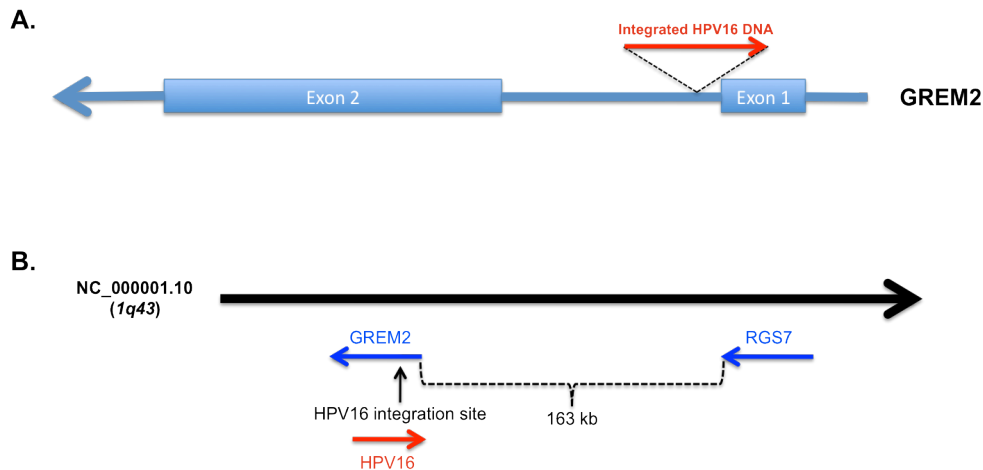 A.
Integrated HPV16 DNA
Exon 2
Exon 1
GREM2
B.
NC_000001.10
(1q43)
GREM2
RGS7
HPV16 integration site
163 kb
HPV16